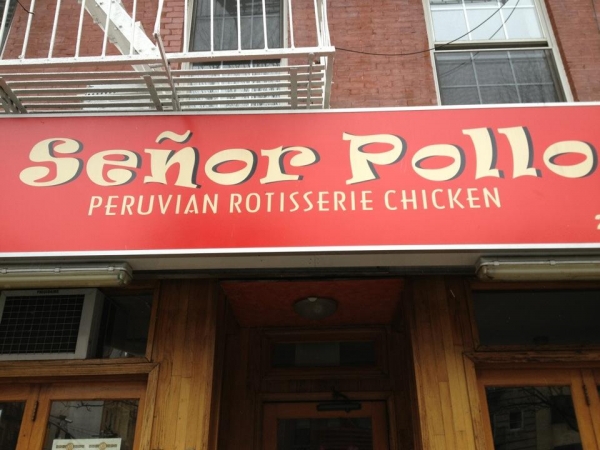 Señor Pollo
PERUVIAN ROTISSERIE CHICKEN